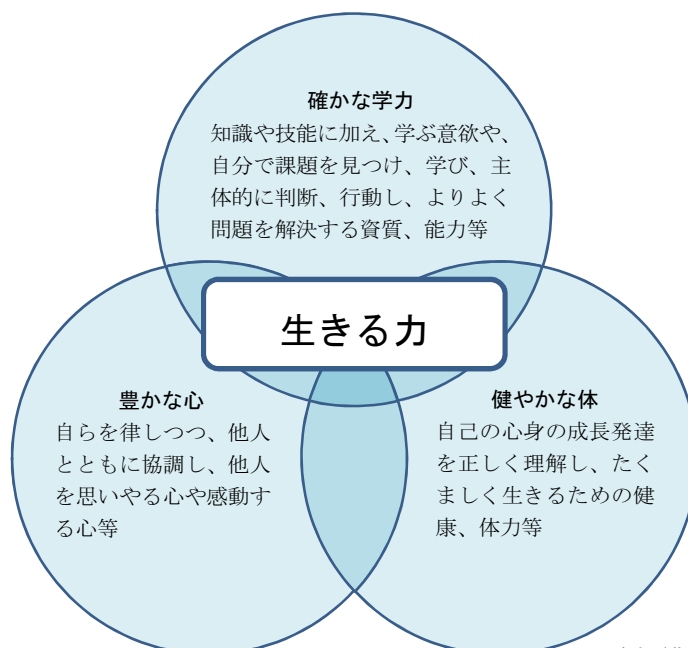 確かな学力
知識や技能に加え、学ぶ意欲や、
自分で課題を見つけ、学び、主
体的に判断、行動し、よりよく
問題を解決する資質、能力等
生きる力
豊かな心
自らを律しつつ、他人
とともに協調し、他人
を思いやる心や感動す
る心等
健やかな体
自己の心身の成長発達
を正しく理解し、たく
ましく生きるための健
康、体力等